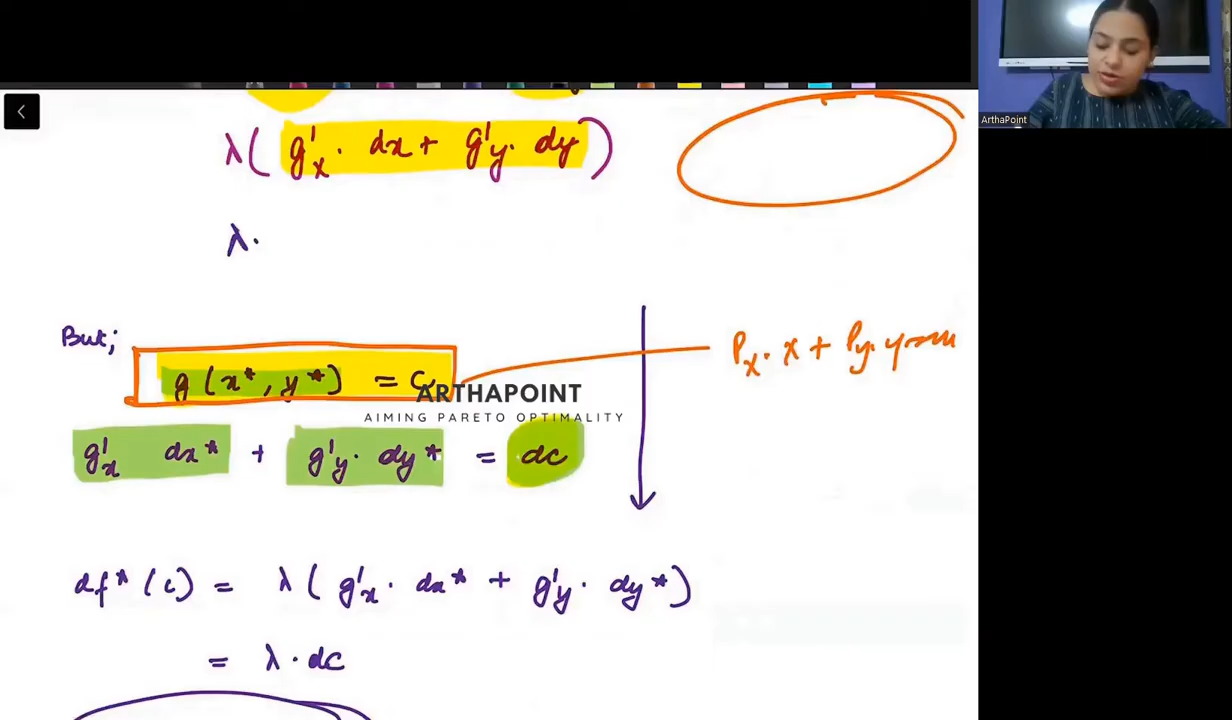 λ( g'x · dx + g'y · dy )
λ·
But;
g (x*, y*) = c
Px · x + Py · y = m
ARTHAPOINT
AIMING PARETO OPTIMALITY
g'x dx* + g'y · dy* = dc
df* (c) = λ( g'x · dx* + g'y · dy* )
= λ · dc
ArthaPoint